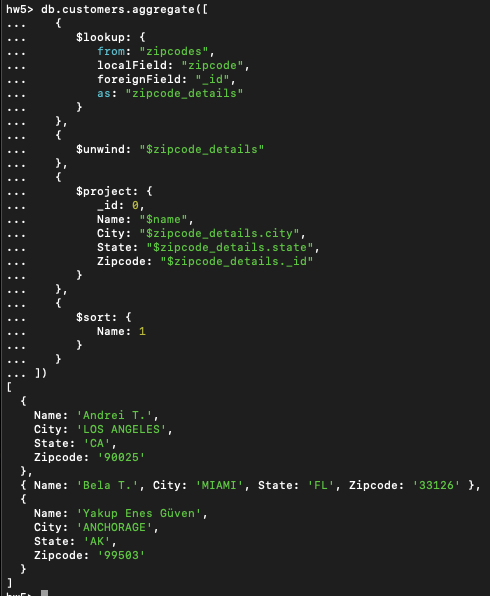 hw5> db.customers.aggregate([
...    {
...       $lookup: {
...          from: "zipcodes",
...          localField: "zipcode",
...          foreignField: "_id",
...          as: "zipcode_details"
...       }
...    },
...    {
...       $unwind: "$zipcode_details"
...    },
...    {
...       $project: {
...          _id: 0,
...          Name: "$name",
...          City: "$zipcode_details.city",
...          State: "$zipcode_details.state",
...          Zipcode: "$zipcode_details._id"
...       }
...    },
...    {
...       $sort: {
...          Name: 1
...       }
...    }
... ])
[
  {
    Name: 'Andrei T.',
    City: 'LOS ANGELES',
    State: 'CA',
    Zipcode: '90025'
  },
  { Name: 'Bela T.', City: 'MIAMI', State: 'FL', Zipcode: '33126' },
  {
    Name: 'Yakup Enes Güven',
    City: 'ANCHORAGE',
    State: 'AK',
    Zipcode: '99503'
  }
]
hw5>